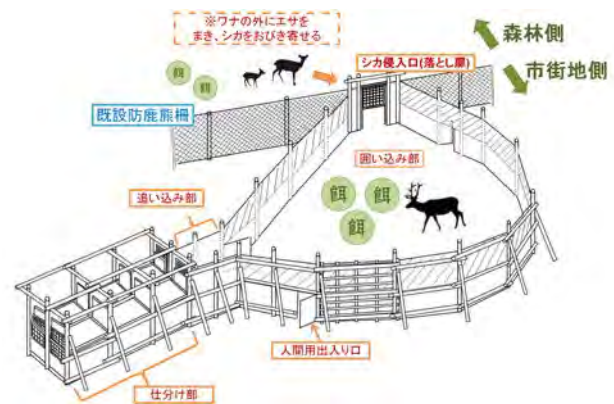 ※ワナの外にエサを
まき、シカをおびき寄せる
森林側
市街地側
シカ侵入口(落とし扉)
餌
餌
既設防鹿熊柵
囲い込み部
追い込み部
餌
餌
餌
人間用出入り口
仕分け部